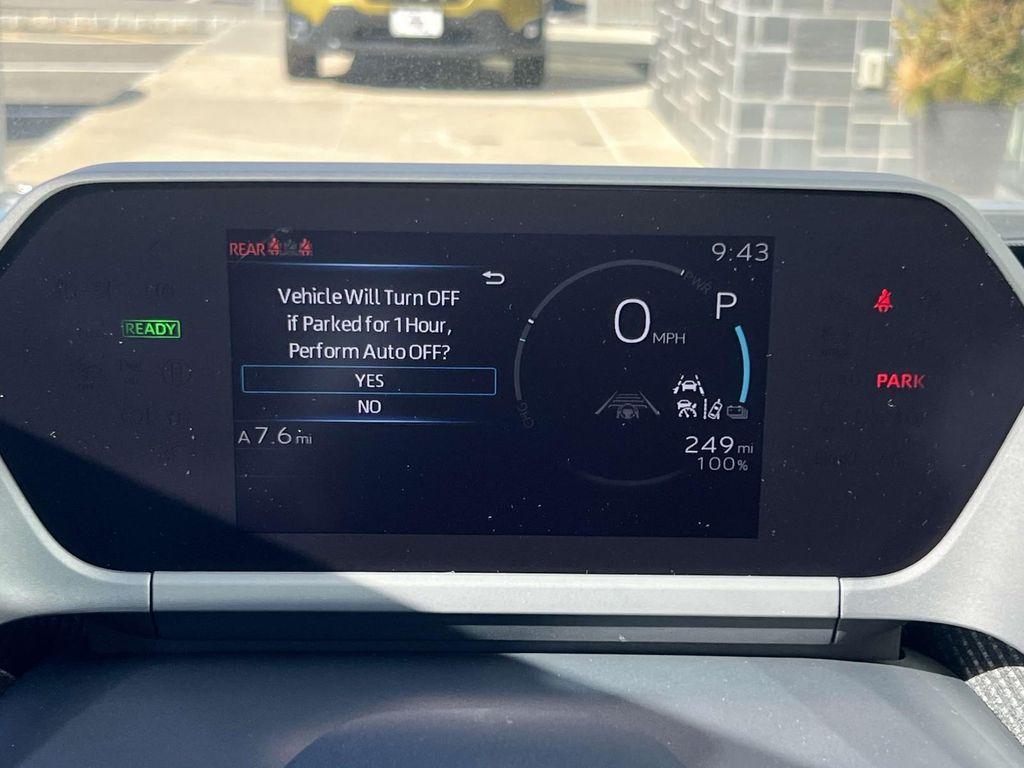 REAR
9:43
Vehicle Will Turn OFF
if Parked for 1 Hour,
Perform Auto OFF?
YES
NO
READY
0 MPH
P
PWR
CHG
PARK
A 7.6 mi
249 mi
100%